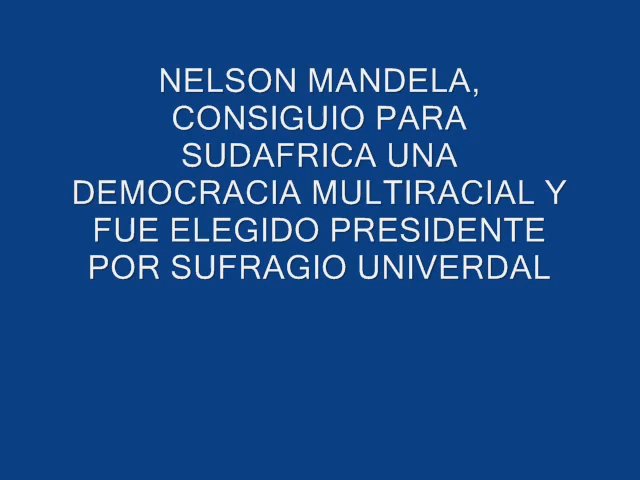 NELSON MANDELA,
CONSIGUIO PARA
SUDAFRICA UNA
DEMOCRACIA MULTIRACIAL Y
FUE ELEGIDO PRESIDENTE
POR SUFRAGIO UNIVERDAL